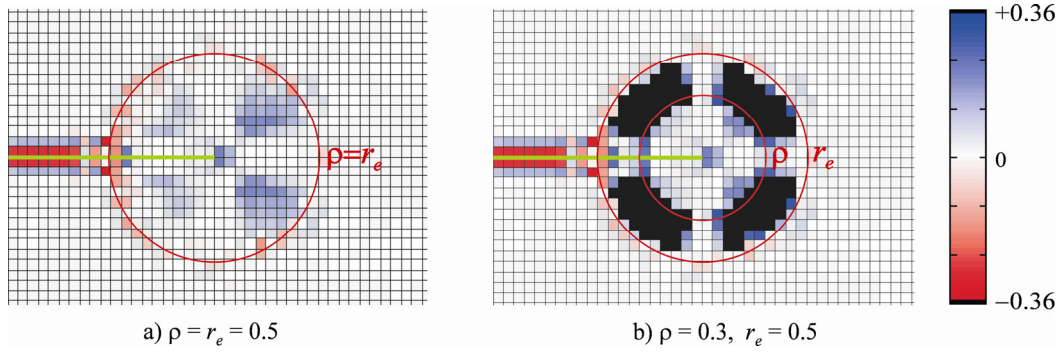 ρ=rₑ
a) ρ = rₑ = 0.5
ρ rₑ
b) ρ = 0.3, rₑ = 0.5
+0.36
0
-0.36